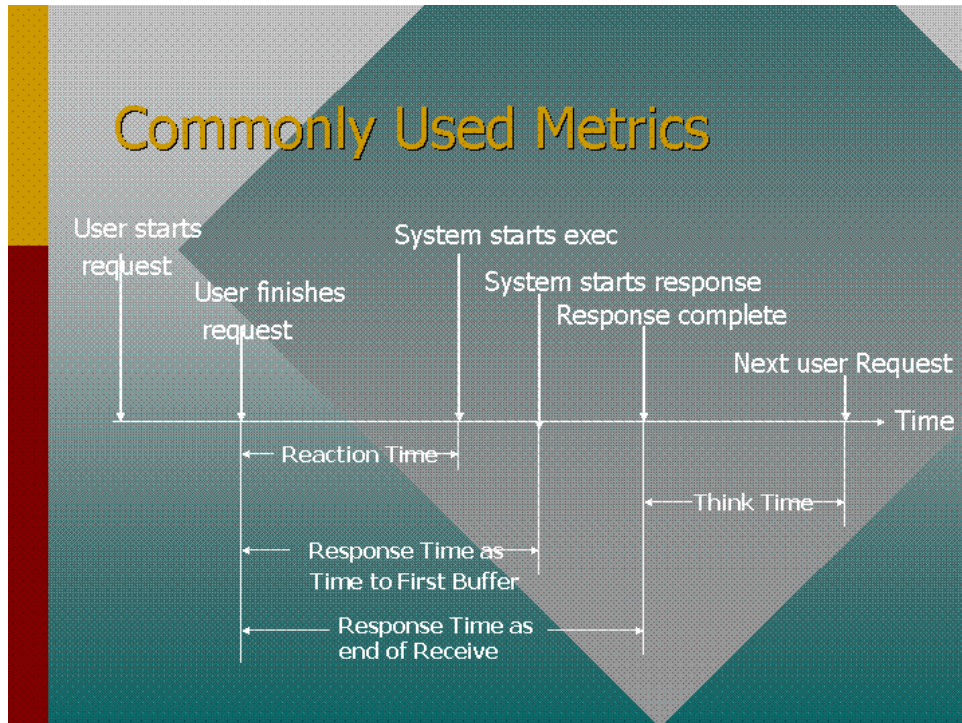 Commonly Used Metrics
User starts
request
System starts exec
User finishes
request
System starts response
Response complete
Next user Request
Time
Reaction Time
Think Time
Response Time as
Time to First Buffer
Response Time as
end of Receive